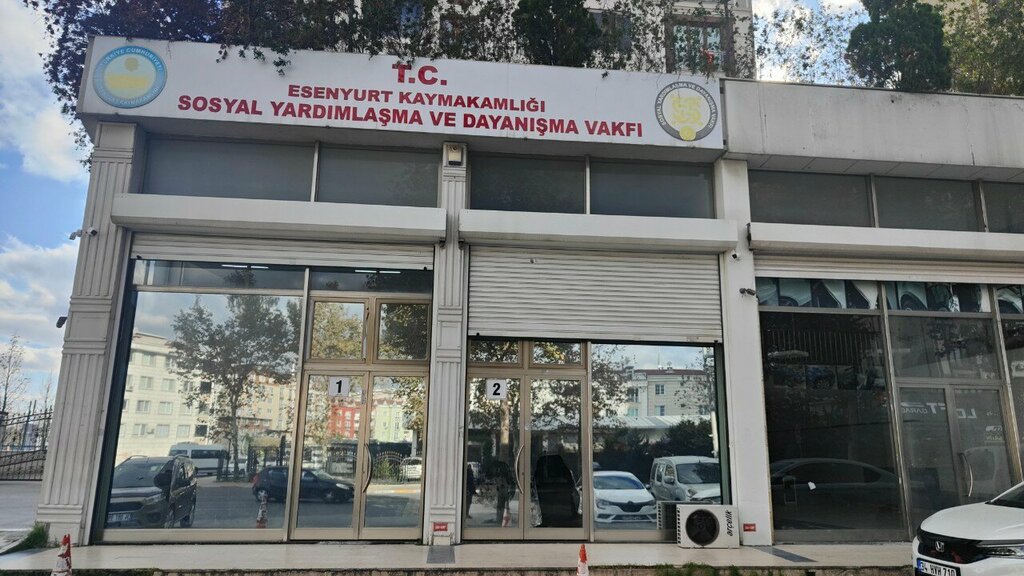 T.C.
ESENYURT KAYMAKAMLIĞI
SOSYAL YARDIMLAŞMA VE DAYANIŞMA VAKFI
1
2
arçelik